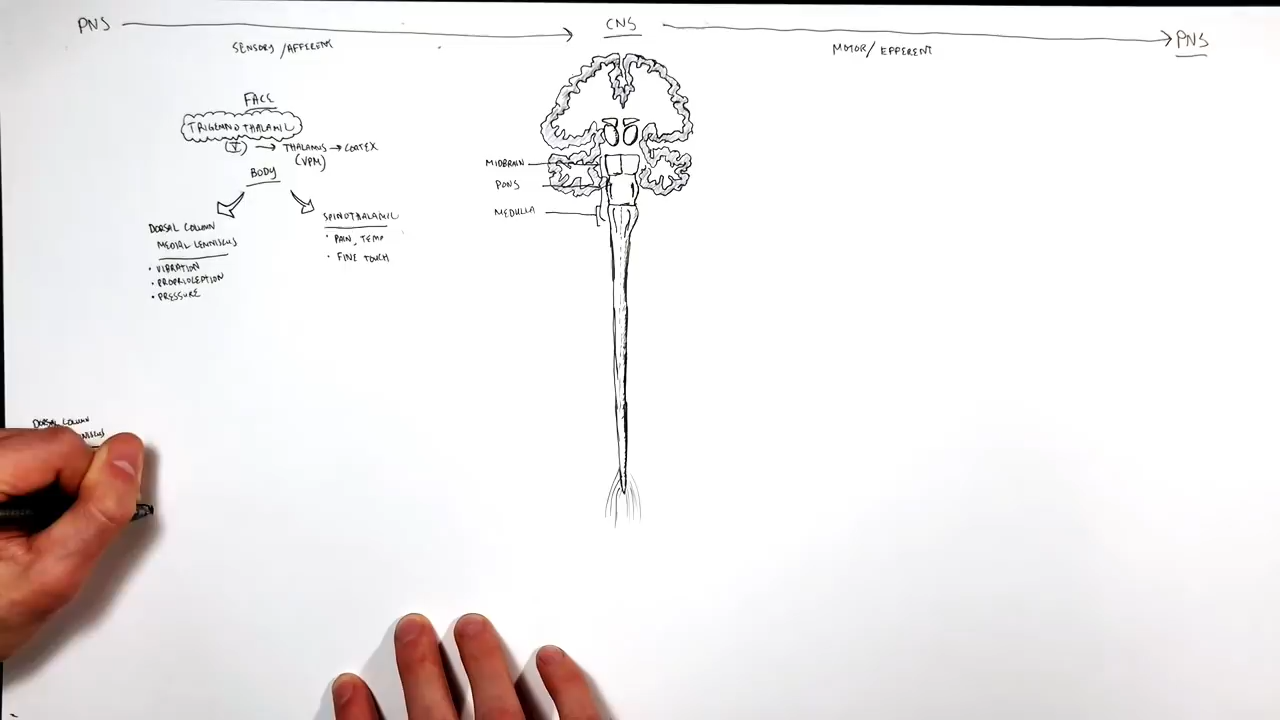 PNS
CNS
PNS
SENSORY /AFFERENT
MOTOR/ EFFERENT
FACE
TRIGEMINOTHALAMIC
(V) → THALAMUS → CORTEX
(VPM)
BODY
DORSAL COLUMN
MEDIAL LEMNISCUS
• VIBRATION
• PROPRIOCEPTION
• PRESSURE
SPINOTHALAMIC
• PAIN, TEMP
• FINE TOUCH
MIDBRAIN
PONS
MEDULLA
DORSAL COLUMN